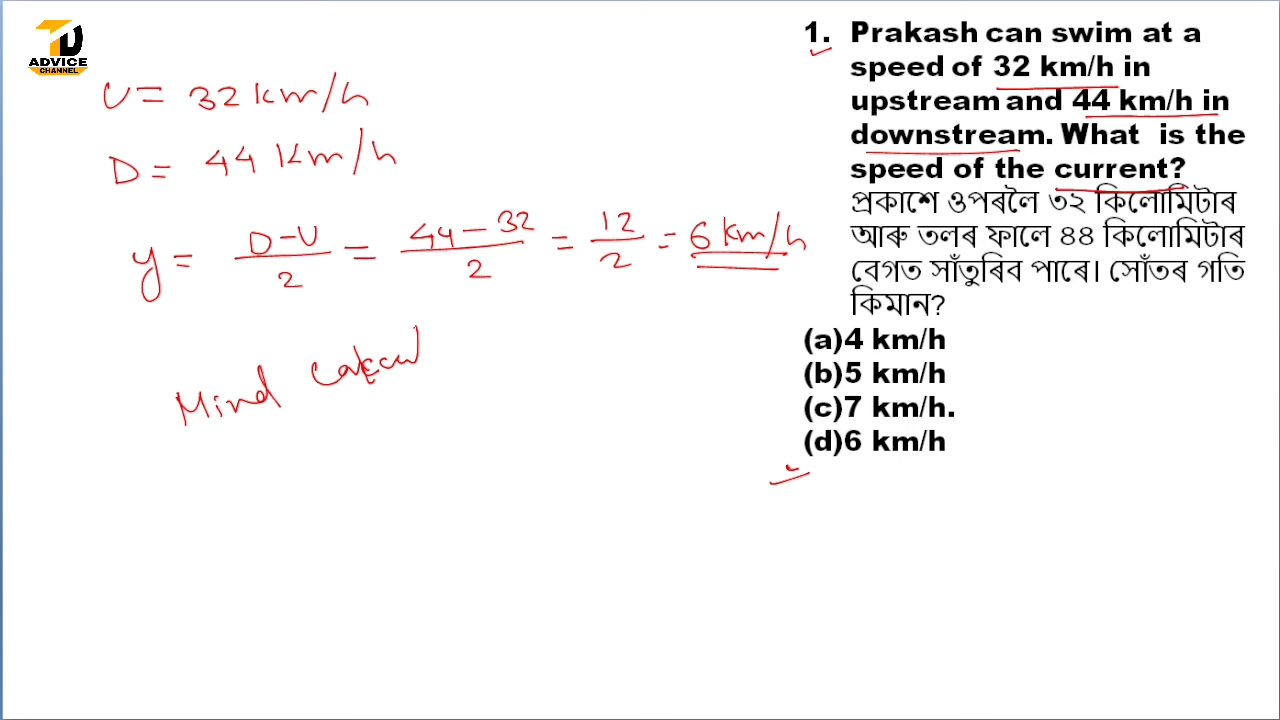 ADVICE
CHANNEL
U = 32 km/h
D = 44 km/h
y = D-U/2 = 44-32/2 = 12/2 = 6 km/h
Mind
1. Prakash can swim at a
speed of 32 km/h in
upstream and 44 km/h in
downstream. What is the
speed of the current?
প্ৰকাশে ওপৰলৈ ৩২ কিলোমিটাৰ
আৰু তলৰ ফালে ৪৪ কিলোমিটাৰ
বেগত সাঁতুৰিব পাৰে। সোঁতৰ গতি
কিমান?
(a)4 km/h
(b)5 km/h
(c)7 km/h.
(d)6 km/h